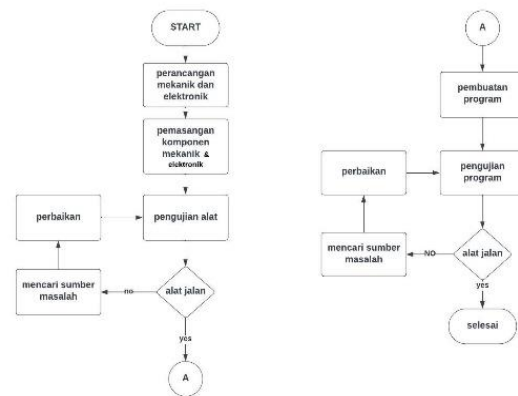 START
perancangan
mekanik dan
elektronik
pemasangan
komponen
mekanik &
elektronik
pengujian alat
perbaikan
mencari sumber
masalah
no
alat jalan
yes
A
A
pembuatan
program
pengujian
program
perbaikan
mencari sumber
masalah
NO
alat jalan
yes
selesai